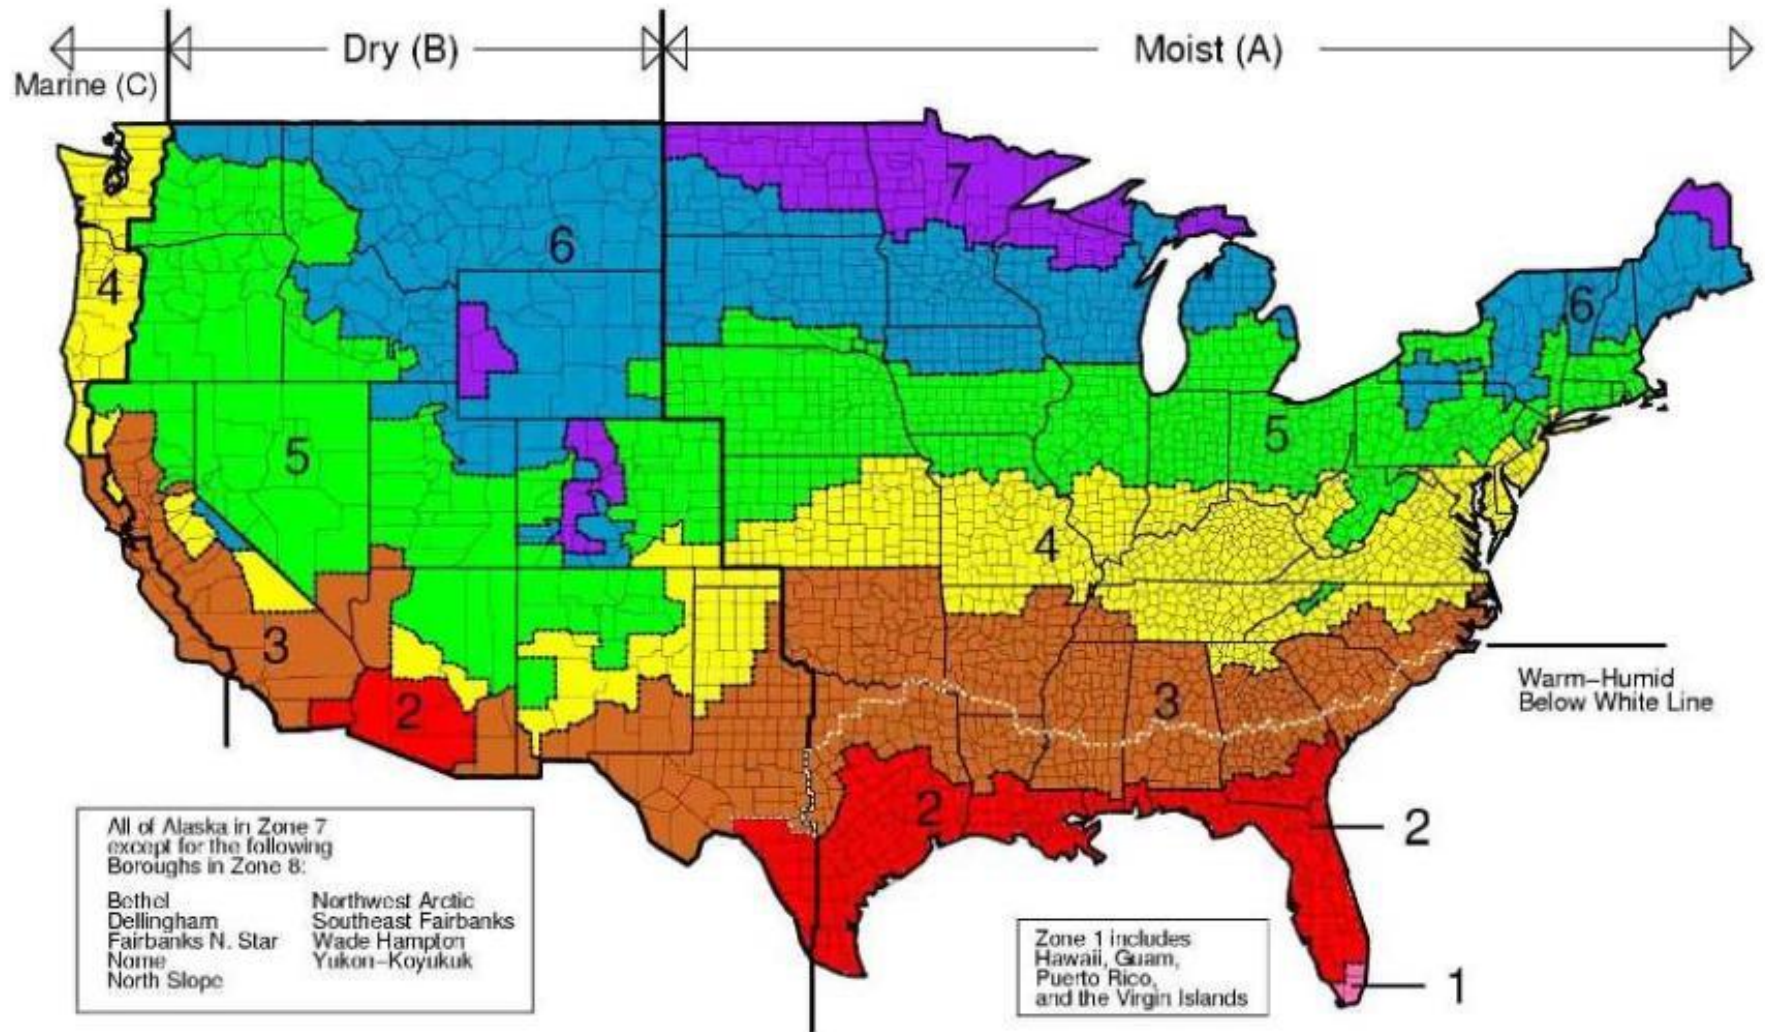 Dry (B)
Moist (A)
Marine (C)
7
6
4
6
5
5
4
3
3
2
2
Warm-Humid
Below White Line
2
1
All of Alaska in Zone 7
except for the following
Boroughs in Zone 8:
Bethel
Northwest Arctic
Dellingham
Southeast Fairbanks
Fairbanks N. Star
Wade Hampton
Nome
Yukon-Koyukuk
North Slope
Zone 1 includes
Hawaii, Guam,
Puerto Rico,
and the Virgin Islands